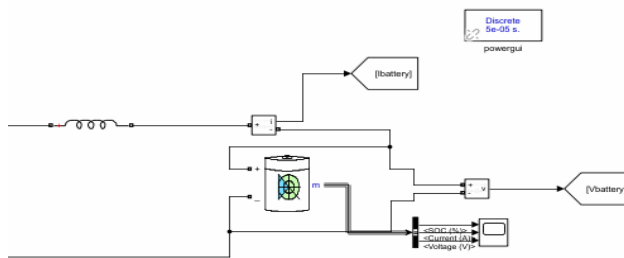 Discrete
5e-05 s.
powergui
[Ibattery]
+
i
-
+
m
_
+
-
v
[Vbattery
<SOC (%)>
<Current (A)>
<Voltage (V)>